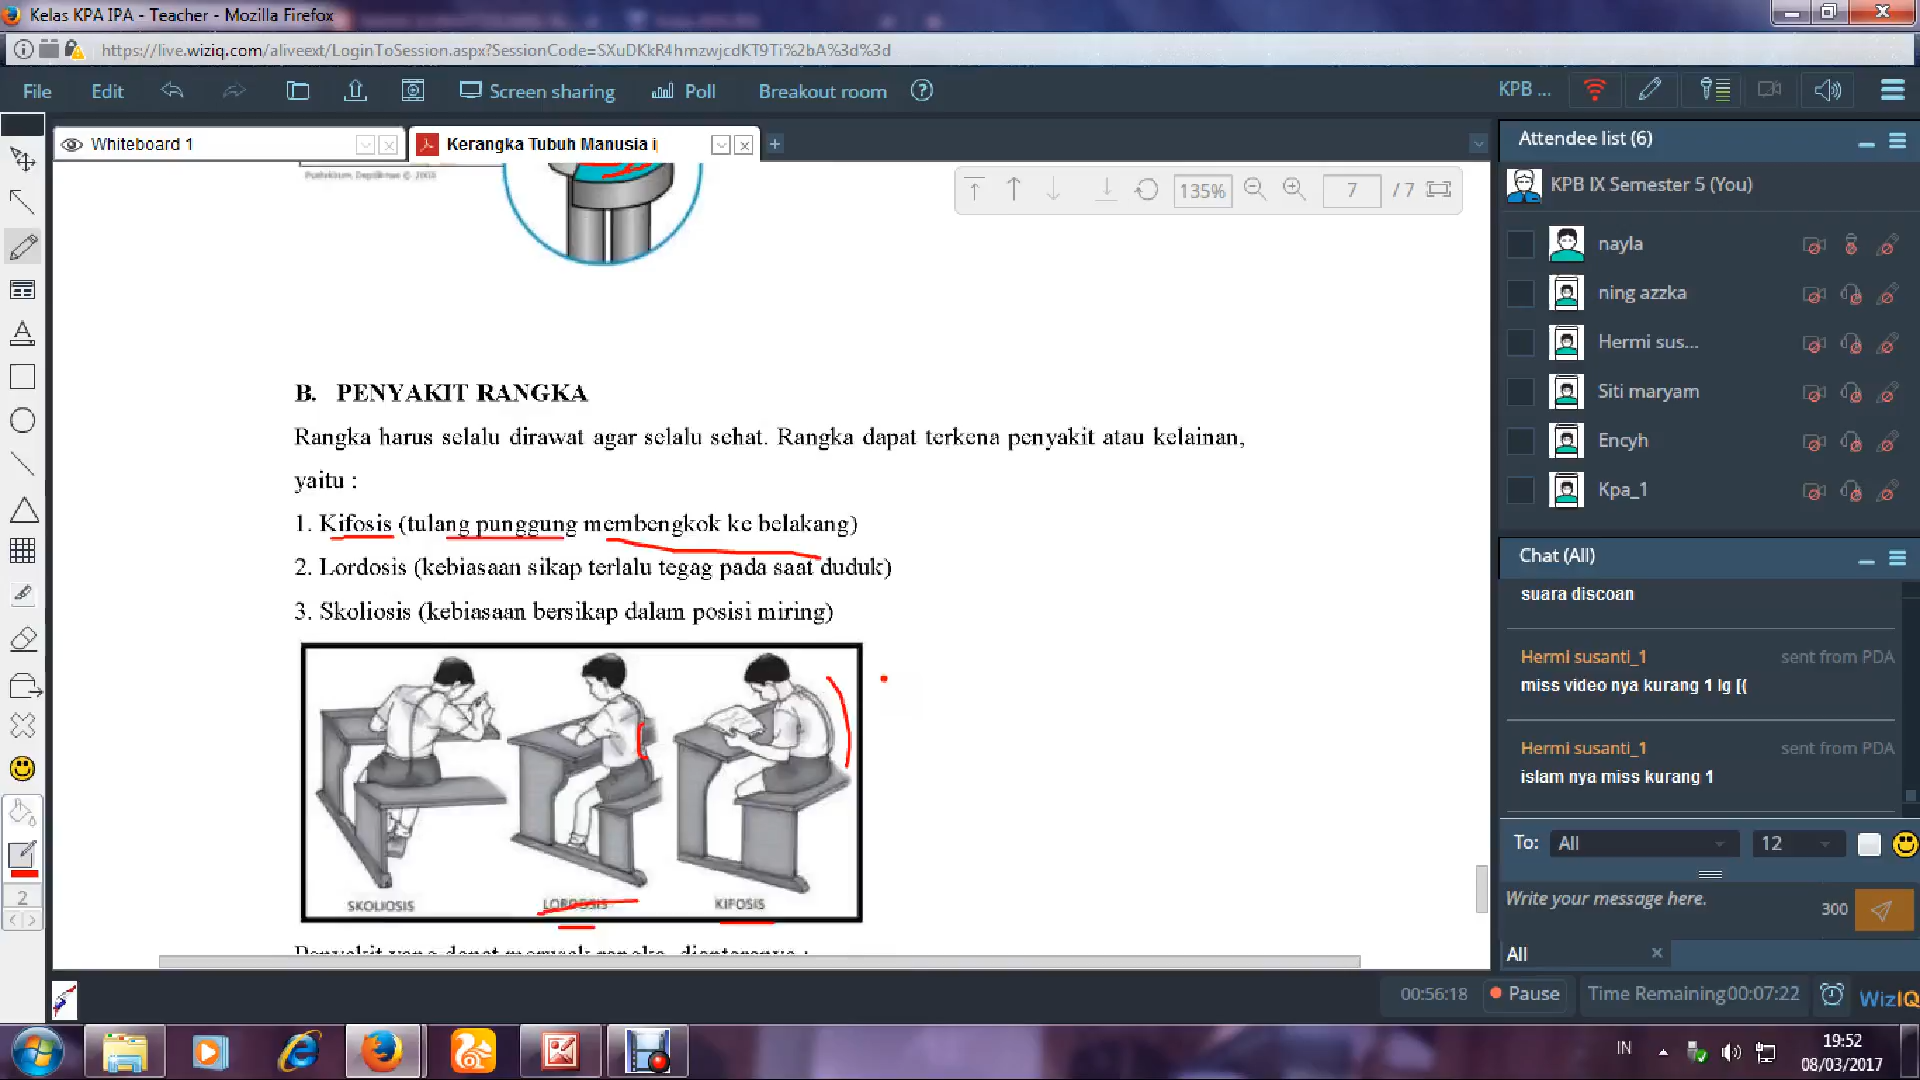 Kelas KPA IPA - Teacher - Mozilla Firefox
https://live.wiziq.com/aliveext/LoginToSession.aspx?SessionCode=SXuDKkR4hmzwjcdKT9Ti%2bA%3d%3d
File Edit Screen sharing Poll Breakout room ? KPB ...
Whiteboard 1
Kerangka Tubuh Manusia i
135% 7 / 7
B. PENYAKIT RANGKA
Rangka harus selalu dirawat agar selalu sehat. Rangka dapat terkena penyakit atau kelainan,
yaitu :
1. Kifosis (tulang punggung membengkok ke belakang)
2. Lordosis (kebiasaan sikap terlalu tegag pada saat duduk)
3. Skoliosis (kebiasaan bersikap dalam posisi miring)
SKOLIOSIS LORDOSIS KIFOSIS
2
Attendee list (6)
KPB IX Semester 5 (You)
nayla
ning azzka
Hermi sus...
Siti maryam
Encyh
Kpa_1
Chat (All)
suara discoan
Hermi susanti_1 sent from PDA
miss video nya kurang 1 lg [(
Hermi susanti_1 sent from PDA
islam nya miss kurang 1
To: All 12
Write your message here.
300
All
00:56:18 Pause Time Remaining 00:07:22 WizIQ
IN 19:52
08/03/2017